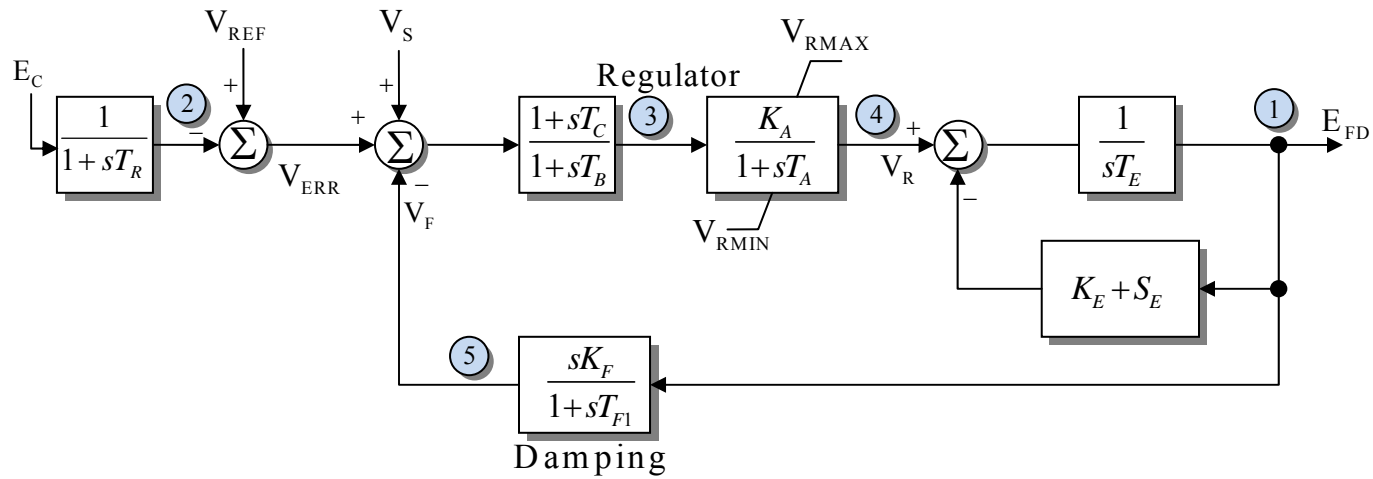 V_REF
V_S
V_RMAX
E_C
Regulator
2
3
4
1
E_FD
1 / (1 + sT_R)
−
+
Σ
V_ERR
+
+
Σ
−
V_F
(1 + sT_C) / (1 + sT_B)
K_A / (1 + sT_A)
V_RMIN
+
V_R
Σ
−
1 / (sT_E)
K_E + S_E
5
sK_F / (1 + sT_F1)
Damping